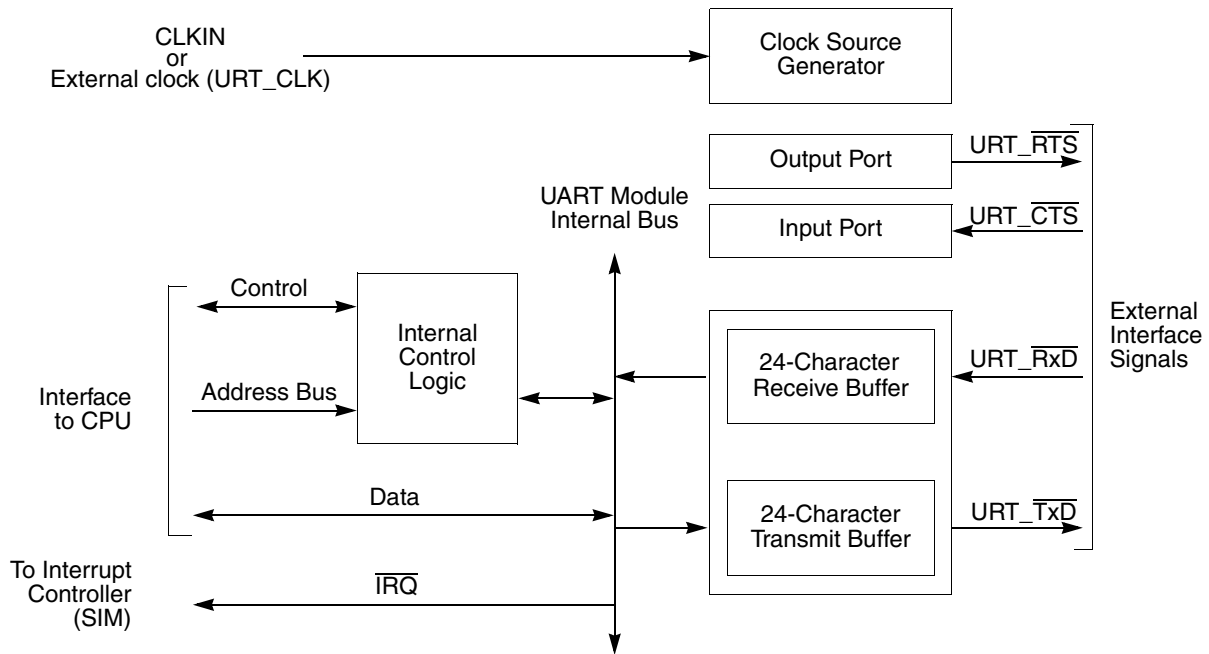 CLKIN
or
External clock (URT_CLK)
Clock Source
Generator
Output Port
URT_RTS
UART Module
Internal Bus
Input Port
URT_CTS
Control
Internal
Control
Logic
Address Bus
Interface
to CPU
24-Character
Receive Buffer
URT_RxD
External
Interface
Signals
Data
24-Character
Transmit Buffer
URT_TxD
To Interrupt
Controller
(SIM)
IRQ